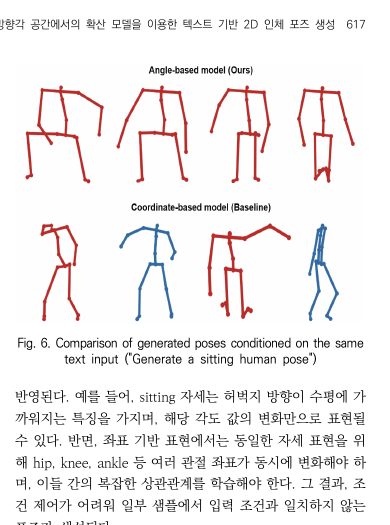 방향각 공간에서의 확산 모델을 이용한 텍스트 기반 2D 인체 포즈 생성 617
Angle-based model (Ours)
Coordinate-based model (Baseline)
Fig. 6. Comparison of generated poses conditioned on the same
text input ("Generate a sitting human pose")
반영된다. 예를 들어, sitting 자세는 허벅지 방향이 수평에 가
까워지는 특징을 가지며, 해당 각도 값의 변화만으로 표현될
수 있다. 반면, 좌표 기반 표현에서는 동일한 자세 표현을 위
해 hip, knee, ankle 등 여러 관절 좌표가 동시에 변화해야 하
며, 이들 간의 복잡한 상관관계를 학습해야 한다. 그 결과, 조
건 제어가 어려워 일부 샘플에서 입력 조건과 일치하지 않는